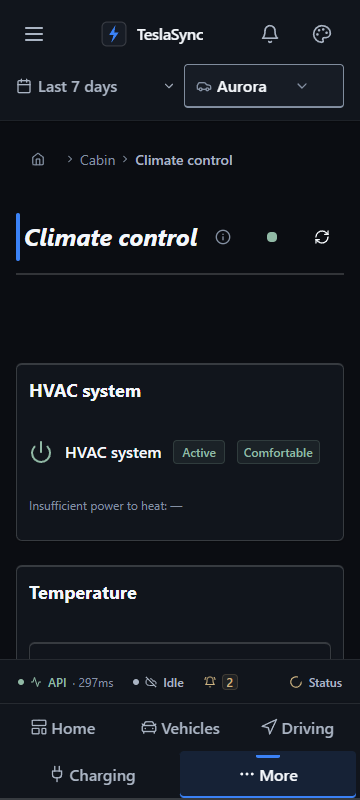 TeslaSync
Last 7 days Aurora
Cabin Climate control
Climate control
HVAC system
HVAC system Active Comfortable
Insufficient power to heat: —
Temperature
API · 297ms Idle 2 Status
Home Vehicles Driving
Charging More